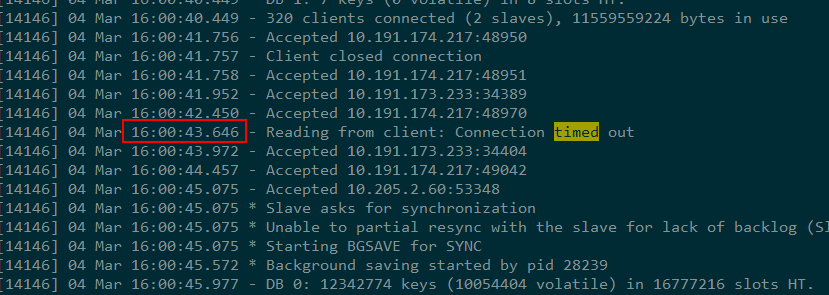 [14146] 04 Mar 16:00:40.449 - DB 1: 7 keys (0 volatile) in 8 slots HT.
[14146] 04 Mar 16:00:40.449 - 320 clients connected (2 slaves), 11559559224 bytes in use
[14146] 04 Mar 16:00:41.756 - Accepted 10.191.174.217:48950
[14146] 04 Mar 16:00:41.757 - Client closed connection
[14146] 04 Mar 16:00:41.758 - Accepted 10.191.174.217:48951
[14146] 04 Mar 16:00:41.952 - Accepted 10.191.173.233:34389
[14146] 04 Mar 16:00:42.450 - Accepted 10.191.174.217:48970
[14146] 04 Mar 16:00:43.646 - Reading from client: Connection timed out
[14146] 04 Mar 16:00:43.972 - Accepted 10.191.173.233:34404
[14146] 04 Mar 16:00:44.457 - Accepted 10.191.174.217:49042
[14146] 04 Mar 16:00:45.075 - Accepted 10.205.2.60:53348
[14146] 04 Mar 16:00:45.075 * Slave asks for synchronization
[14146] 04 Mar 16:00:45.075 * Unable to partial resync with the slave for lack of backlog (Sl
[14146] 04 Mar 16:00:45.075 * Starting BGSAVE for SYNC
[14146] 04 Mar 16:00:45.572 * Background saving started by pid 28239
[14146] 04 Mar 16:00:45.977 - DB 0: 12342774 keys (10054404 volatile) in 16777216 slots HT.